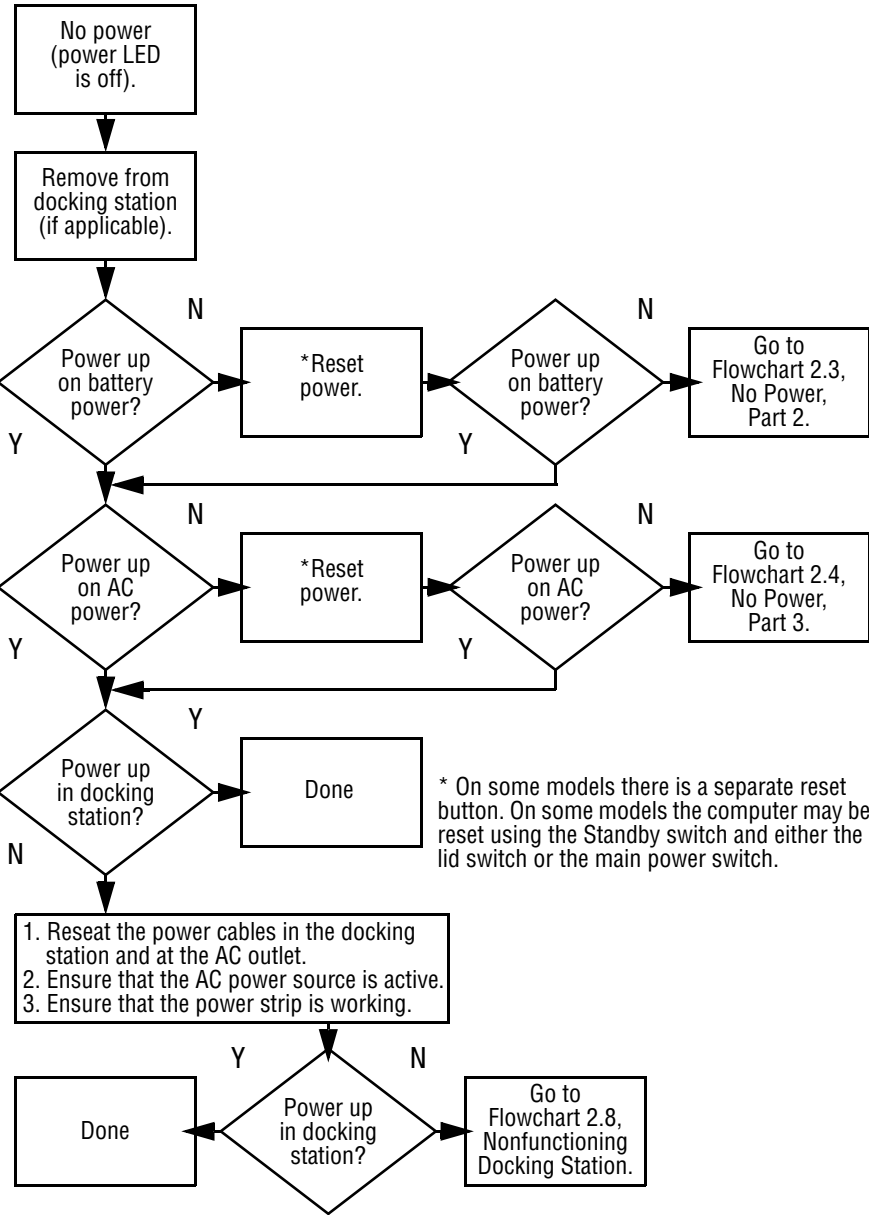 No power
(power LED
is off).
Remove from
docking station
(if applicable).
N
N
Power up
on battery
power?
*Reset
power.
Power up
on battery
power?
Go to
Flowchart 2.3,
No Power,
Part 2.
Y
Y
N
N
Power up
on AC
power?
*Reset
power.
Power up
on AC
power?
Go to
Flowchart 2.4,
No Power,
Part 3.
Y
Y
Y
Power up
in docking
station?
Done
* On some models there is a separate reset
button. On some models the computer may be
reset using the Standby switch and either the
lid switch or the main power switch.
N
1. Reseat the power cables in the docking
station and at the AC outlet.
2. Ensure that the AC power source is active.
3. Ensure that the power strip is working.
Y
N
Done
Power up
in docking
station?
Go to
Flowchart 2.8,
Nonfunctioning
Docking Station.